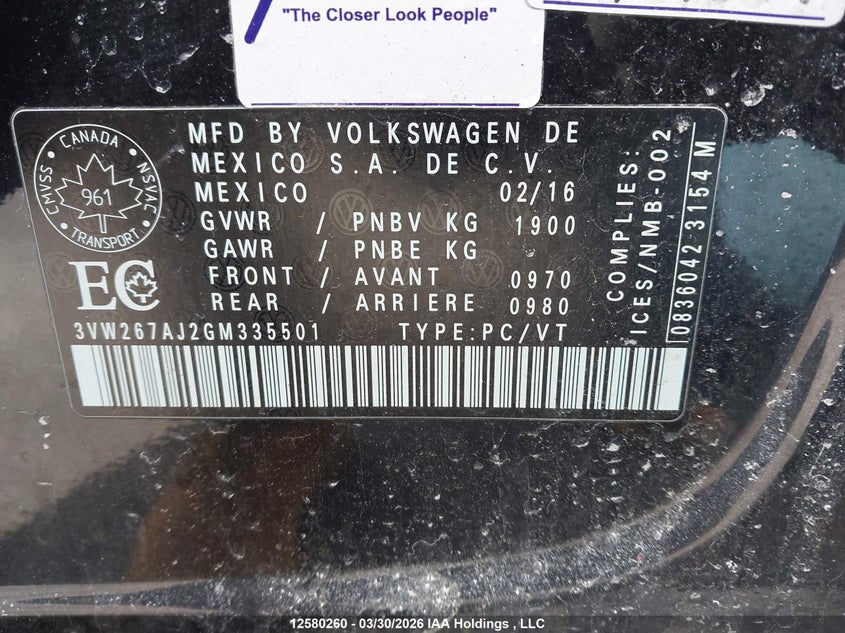 "The Closer Look People"
CANADA
CMVSS
NSVAC
961
TRANSPORT
EC
MFD BY VOLKSWAGEN DE
MEXICO S.A. DE C.V.
MEXICO 02/16
GVWR / PNBV KG 1900
GAWR / PNBE KG
FRONT / AVANT 0970
REAR / ARRIERE 0980
3VW267AJ2GM335501 TYPE:PC/VT
COMPLIES:
ICES/NMB-002
0836042 3154 M
12580260 - 03/30/2026 IAA Holdings , LLC